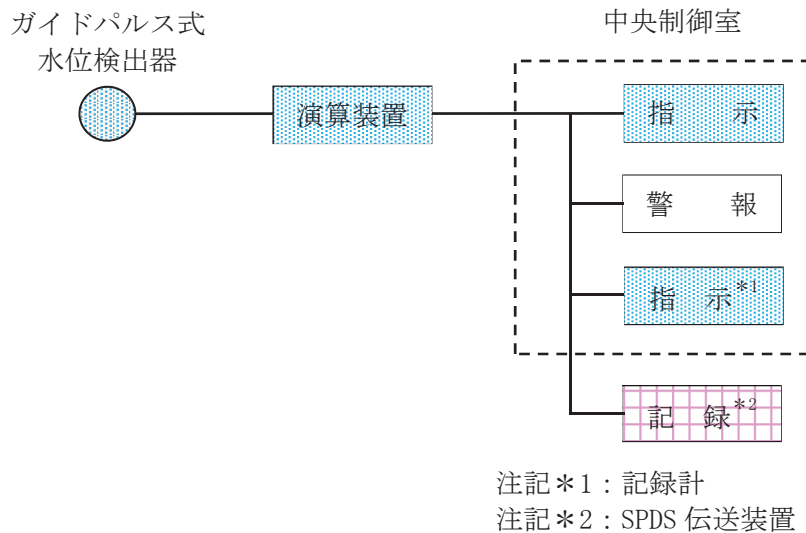 ガイドパルス式
水位検出器
中央制御室
演算装置
指　示
警　報
指　示*1
記　録*2
注記＊1：記録計
注記＊2：SPDS 伝送装置